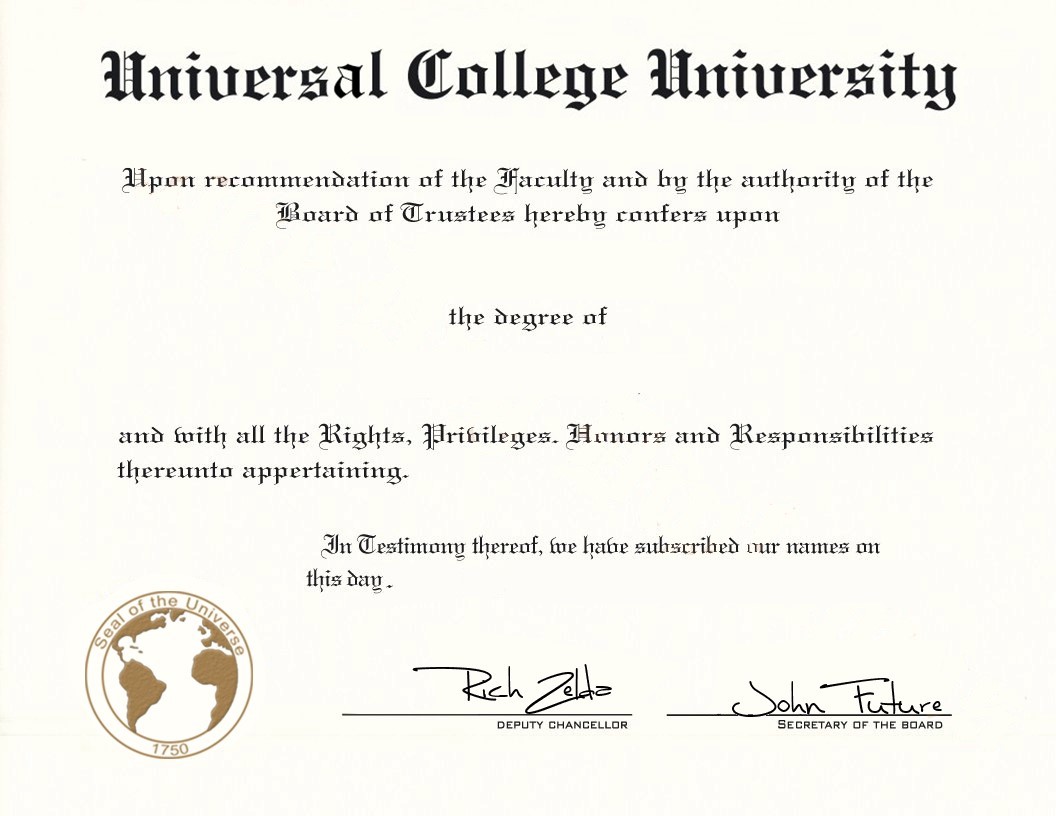 Universal College University
Upon recommendation of the Faculty and by the authority of the
Board of Trustees hereby confers upon
the degree of
and with all the Rights, Privileges. Honors and Responsibilities
thereunto appertaining.
In Testimony thereof, we have subscribed our names on
this day.
Seal of the Universe
1750
Rich Zelda
DEPUTY CHANCELLOR
John Future
SECRETARY OF THE BOARD